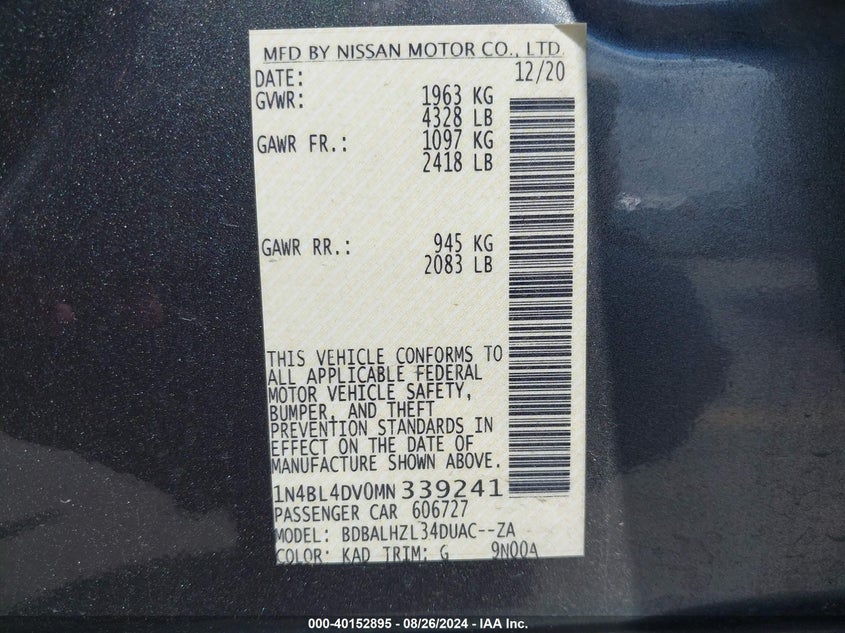 MFD BY NISSAN MOTOR CO., LTD.
DATE: 12/20
GVWR: 1963 KG
4328 LB
GAWR FR.: 1097 KG
2418 LB
GAWR RR.: 945 KG
2083 LB
THIS VEHICLE CONFORMS TO
ALL APPLICABLE FEDERAL
MOTOR VEHICLE SAFETY,
BUMPER, AND THEFT
PREVENTION STANDARDS IN
EFFECT ON THE DATE OF
MANUFACTURE SHOWN ABOVE.
1N4BL4DV0MN 339241
PASSENGER CAR 606727
MODEL: BDBALHZL34DUAC--ZA
COLOR: KAD TRIM: G 9N00A
000-40152895 - 08/26/2024 - IAA Inc.